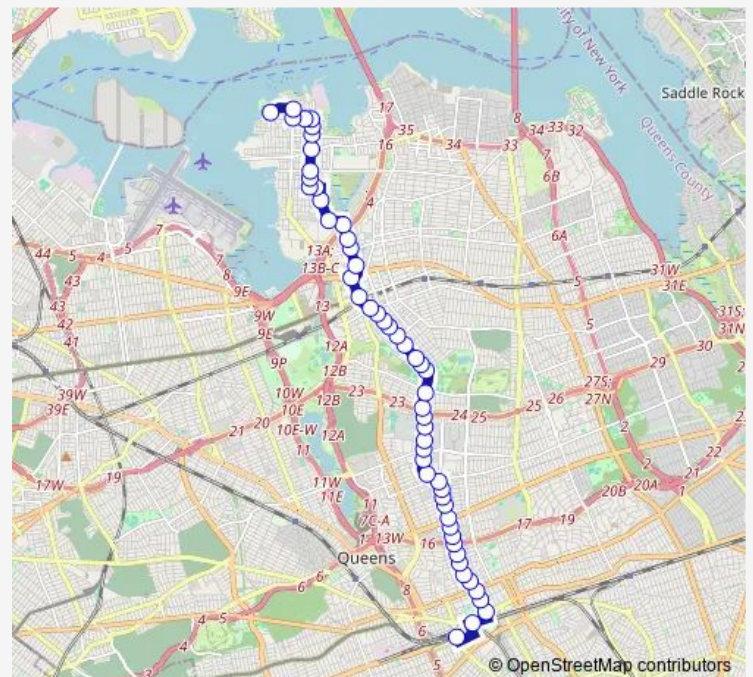 City of New York
Queens County
Saddle Rock
17
35
16
34
33
8
34
33
32
7
6B
6A
4
13A;
13B-C
13
7
5
4
44
43
43
42
41
7
8
9E
9W
9E
9P
31W
31E
31S
31N
5
5
30
29
12A
12B
12B
12A
23
23
24
25
25
26
27S;
27N
39W
39E
10W
10E
10E-W
11
20
21
19
17W
11W
11E
11
7C-A
13W
2
2
22
21
20B
20A
1
19
17
16
Queens
6
6
8
5
4
4
3
6
5
© OpenStreetMap contributors